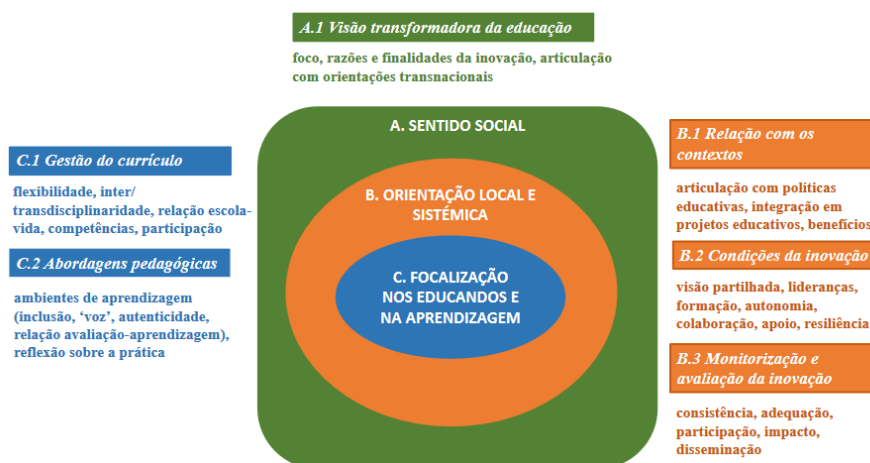 A.1 Visão transformadora da educação
foco, razões e finalidades da inovação, articulação
com orientações transnacionais
A. SENTIDO SOCIAL
B. ORIENTAÇÃO LOCAL E
SISTÉMICA
C. FOCALIZAÇÃO
NOS EDUCANDOS E
NA APRENDIZAGEM
C.1 Gestão do currículo
flexibilidade, inter/
transdisciplinaridade, relação escola-
vida, competências, participação
C.2 Abordagens pedagógicas
ambientes de aprendizagem
(inclusão, ‘voz’, autenticidade,
relação avaliação-aprendizagem),
reflexão sobre a prática
B.1 Relação com os
contextos
articulação com políticas
educativas, integração em
projetos educativos, benefícios
B.2 Condições da inovação
visão partilhada, lideranças,
formação, autonomia,
colaboração, apoio, resiliência
B.3 Monitorização e
avaliação da inovação
consistência, adequação,
participação, impacto,
disseminação